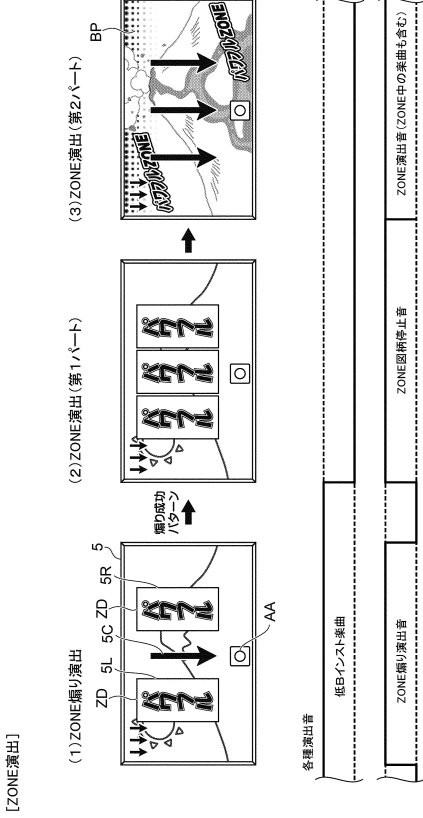 [ZONE演出]
(1)ZONE煽り演出
ZD
5L
5C
ZD
5R
5
パワフル
パワフル
AA
煽り成功
パターン
(2)ZONE演出(第1パート)
パワフル
パワフル
パワフル
(3)ZONE演出(第2パート)
BP
パワフルZONE
パワフルZONE
各種演出音
低Bインスト楽曲
ZONE煽り演出音
ZONE図柄停止音
ZONE演出音(ZONE中の楽曲も含む)